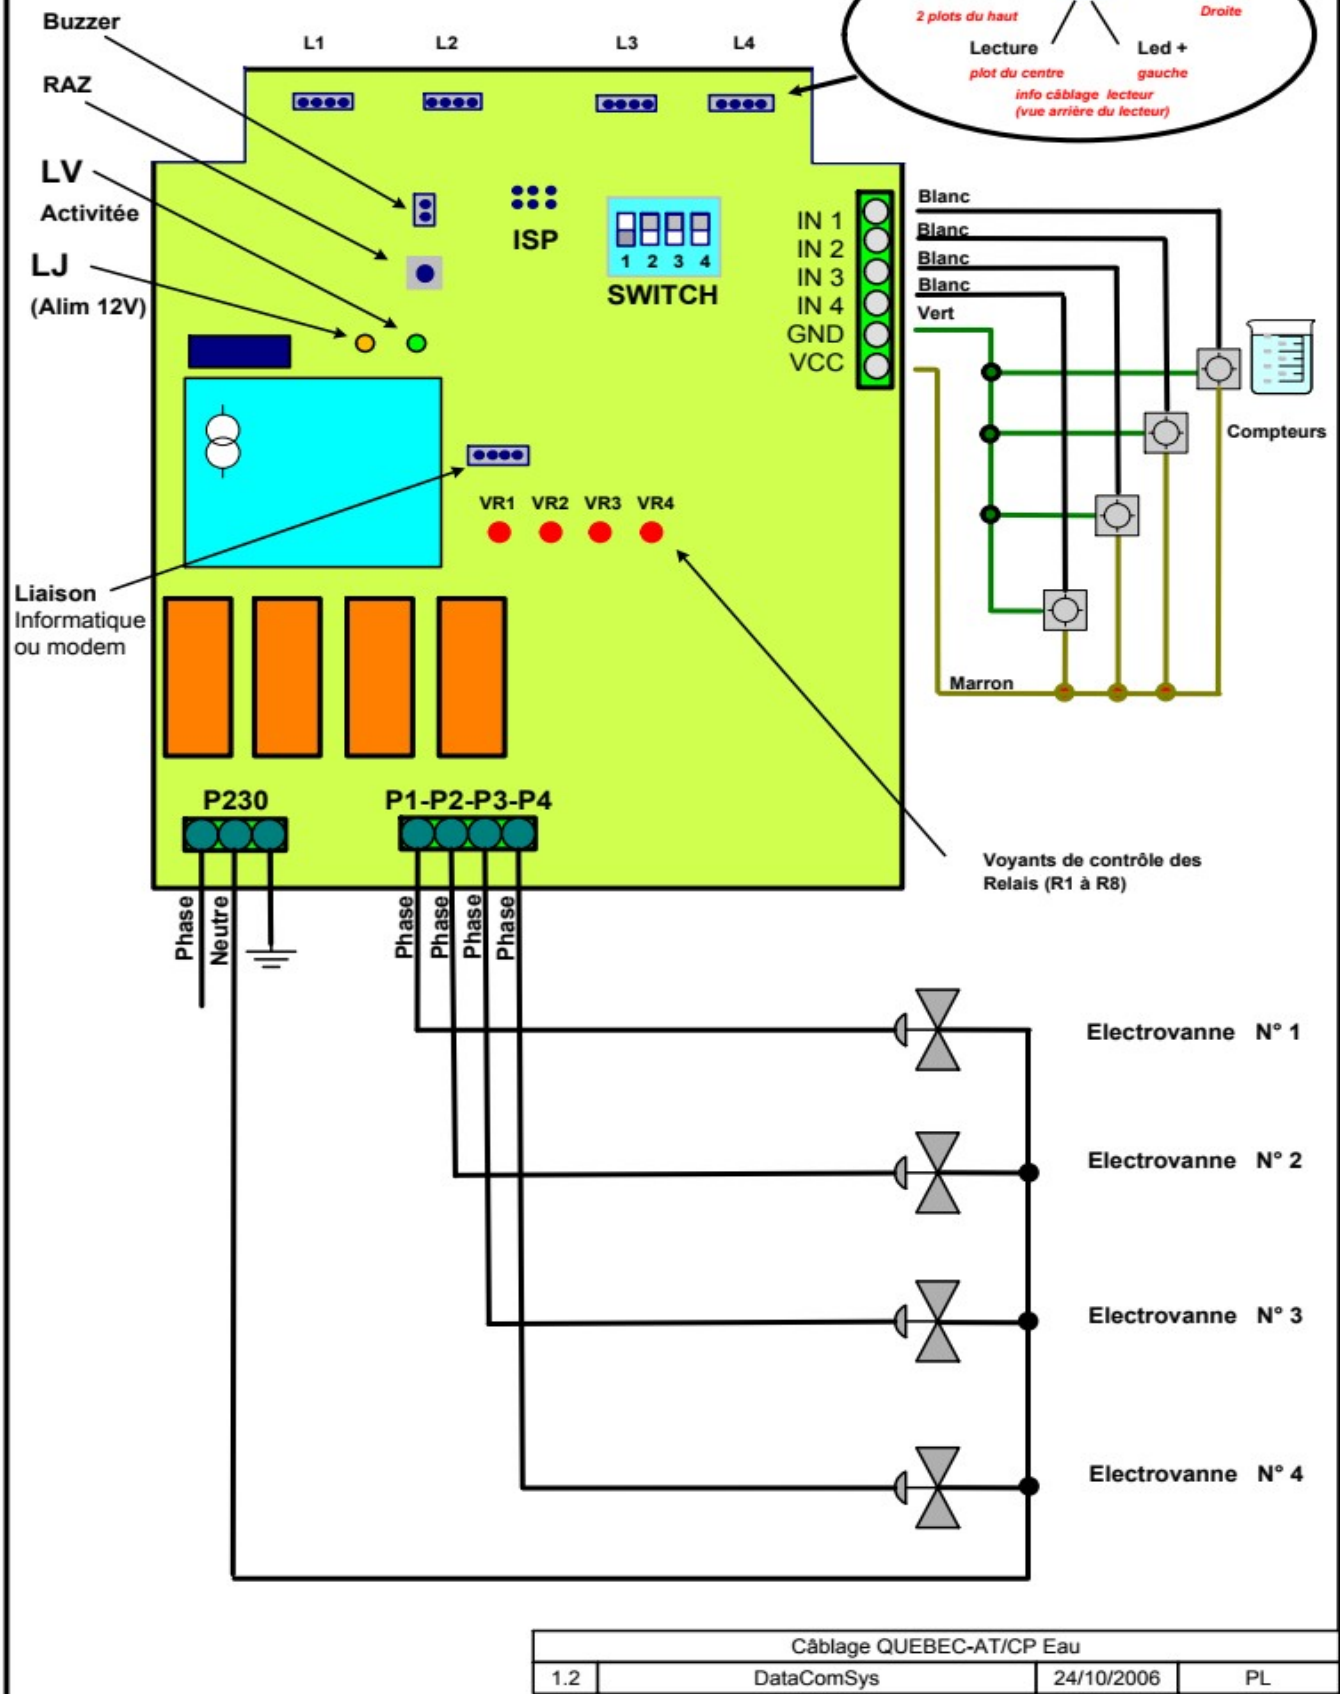 2 plots du haut
Droite
Lecture
Led +
plot du centre
gauche
info câblage lecteur
(vue arrière du lecteur)
Buzzer
RAZ
LV
Activitée
LJ
(Alim 12V)
L1
L2
L3
L4
ISP
1 2 3 4
SWITCH
IN 1
IN 2
IN 3
IN 4
GND
VCC
Blanc
Blanc
Blanc
Blanc
Vert
Compteurs
Marron
VR1 VR2 VR3 VR4
Liaison
Informatique
ou modem
P230
P1-P2-P3-P4
Voyants de contrôle des
Relais (R1 à R8)
Phase
Neutre
Phase
Phase
Phase
Phase
Electrovanne N° 1
Electrovanne N° 2
Electrovanne N° 3
Electrovanne N° 4
Câblage QUEBEC-AT/CP Eau
1.2 DataComSys 24/10/2006 PL